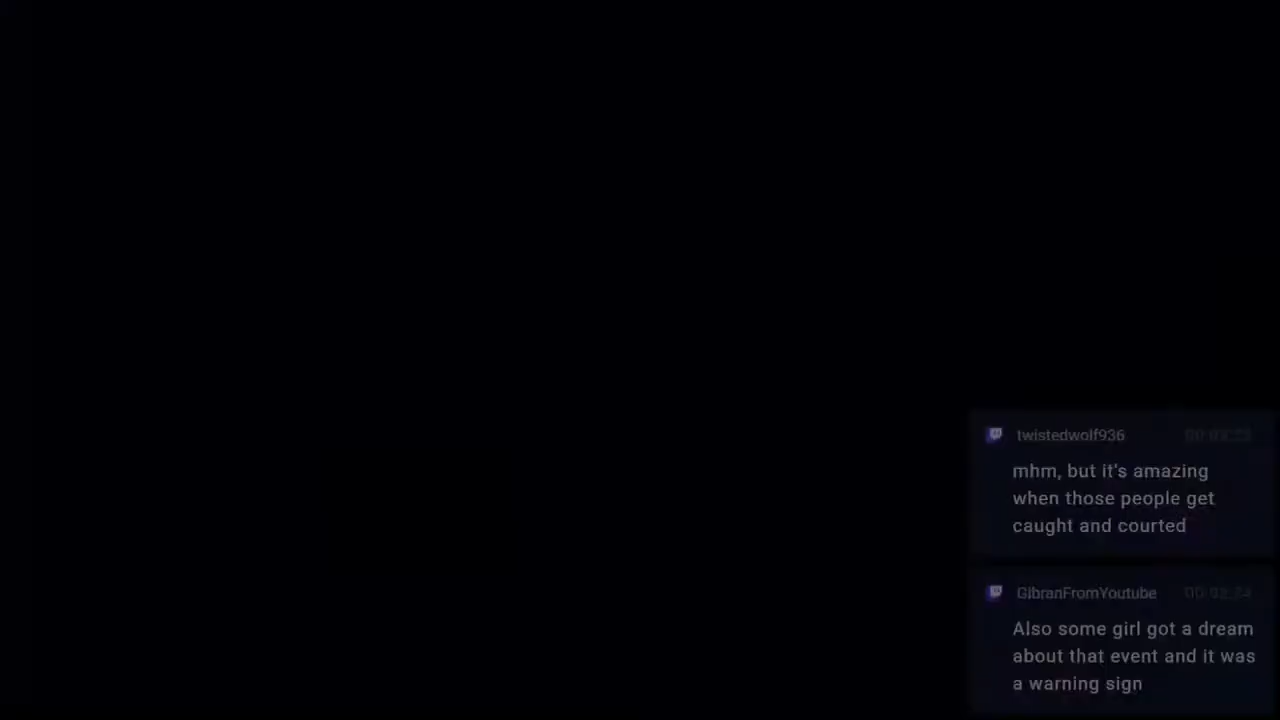 twistedwolf936
mhm, but it's amazing
when those people get
caught and courted
GibranFromYoutube
Also some girl got a dream
about that event and it was
a warning sign